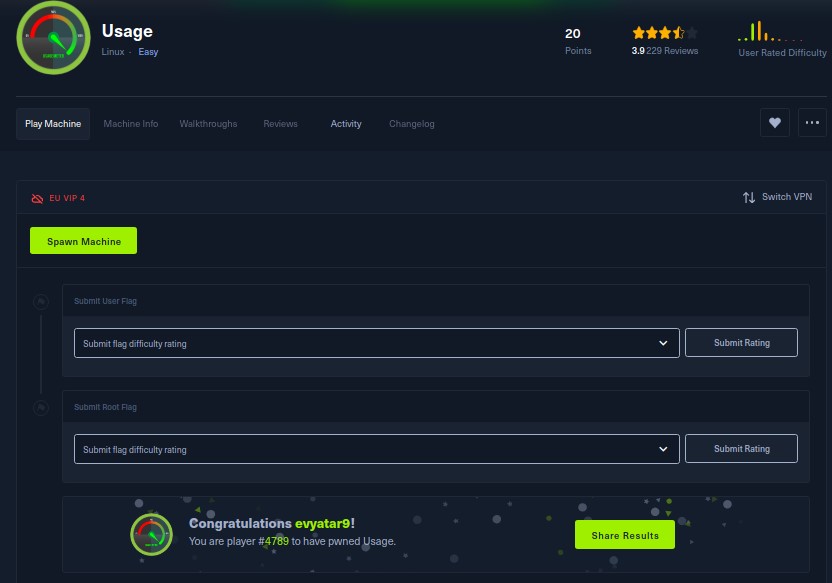 Usage
Linux · Easy
20
Points
3.9 229 Reviews
User Rated Difficulty
Play Machine
Machine Info
Walkthroughs
Reviews
Activity
Changelog
EU VIP 4
Switch VPN
Spawn Machine
Submit User Flag
Submit flag difficulty rating
Submit Rating
Submit Root Flag
Submit flag difficulty rating
Submit Rating
Congratulations evyatar9!
You are player #4789 to have pwned Usage.
Share Results